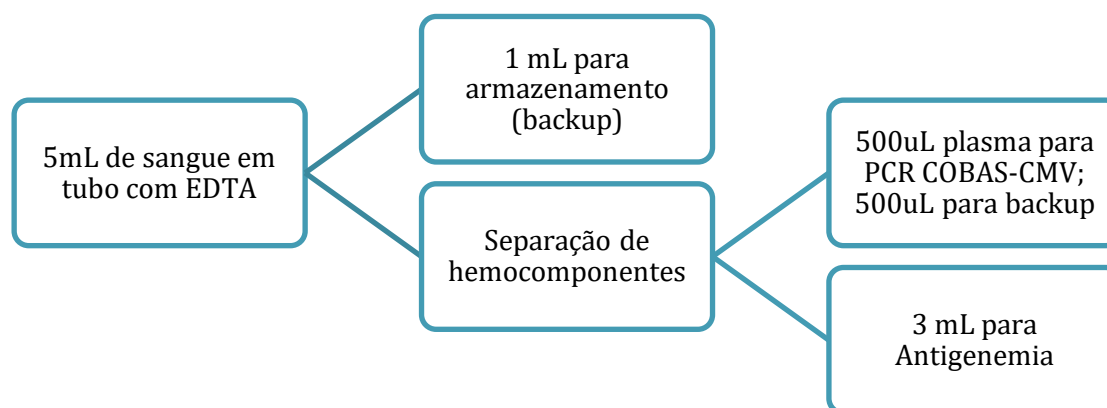 5mL de sangue em
tubo com EDTA
1 mL para
armazenamento
(backup)
Separação de
hemocomponentes
500uL plasma para
PCR COBAS-CMV;
500uL para backup
3 mL para
Antigenemia